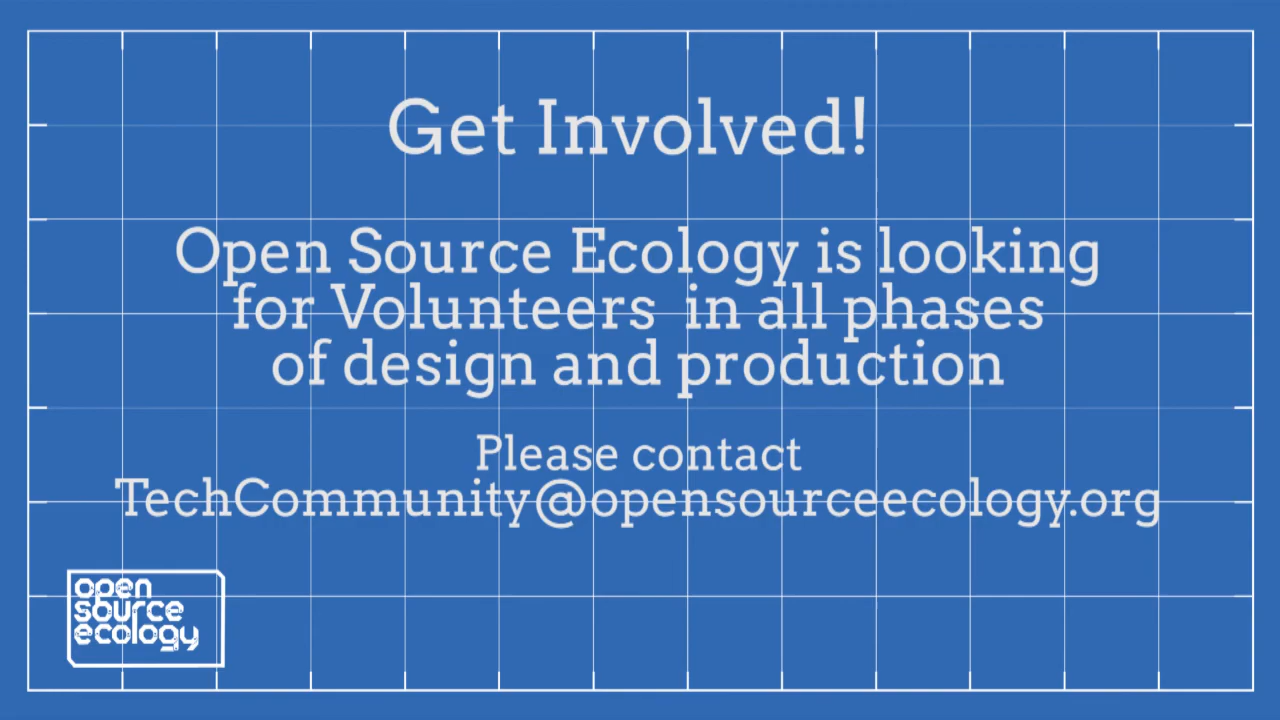 Get Involved!
Open Source Ecology is looking
for Volunteers  in all phases
of design and production
Please contact
TechCommunity@opensourceecology.org
open
source
ecology